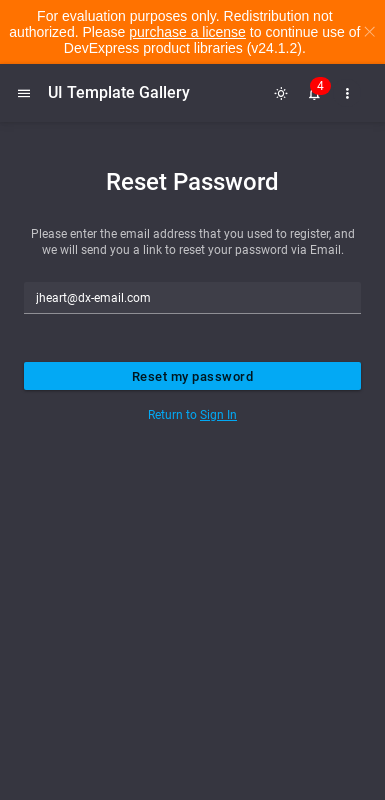 For evaluation purposes only. Redistribution not
authorized. Please purchase a license to continue use of
DevExpress product libraries (v24.1.2).
UI Template Gallery
4
Reset Password
Please enter the email address that you used to register, and
we will send you a link to reset your password via Email.
jheart@dx-email.com
Reset my password
Return to Sign In